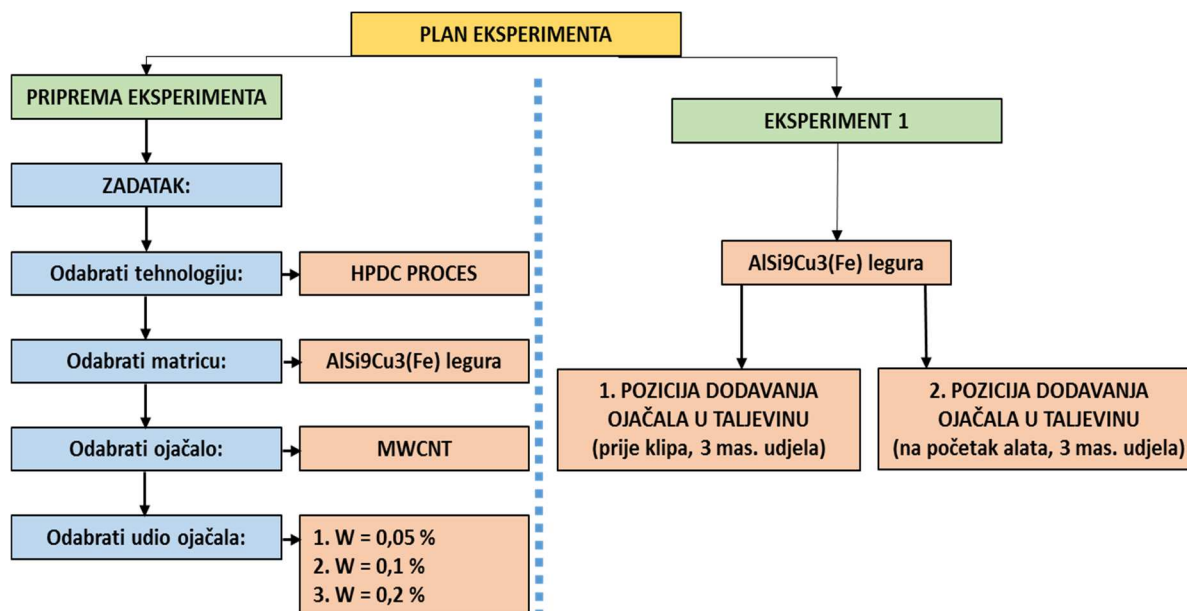 PLAN EKSPERIMENTA
PRIPREMA EKSPERIMENTA
ZADATAK:
Odabrati tehnologiju:
HPDC PROCES
Odabrati matricu:
AlSi9Cu3(Fe) legura
Odabrati ojačalo:
MWCNT
Odabrati udio ojačala:
1. W = 0,05 %
2. W = 0,1 %
3. W = 0,2 %
EKSPERIMENT 1
AlSi9Cu3(Fe) legura
1. POZICIJA DODAVANJA
OJAČALA U TALJEVINU
(prije klipa, 3 mas. udjela)
2. POZICIJA DODAVANJA
OJAČALA U TALJEVINU
(na početak alata, 3 mas. udjela)